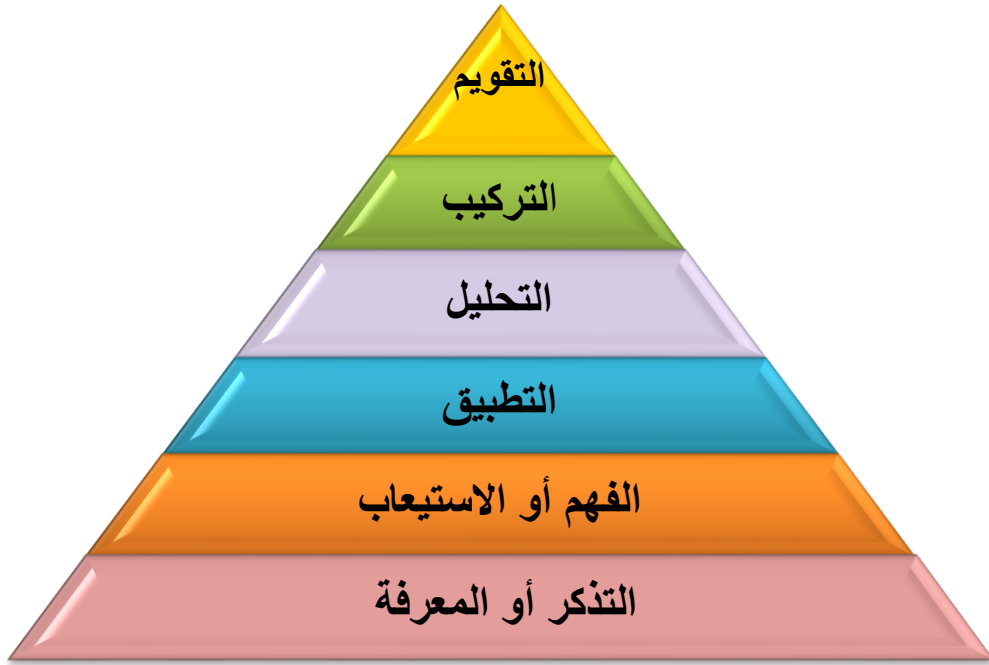 التقويم
التركيب
التحليل
التطبيق
الفهم أو الاستيعاب
التذكر أو المعرفة